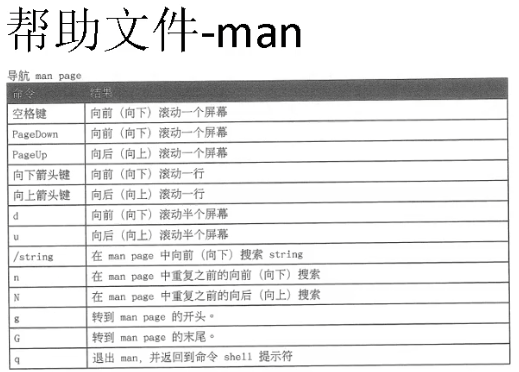 帮助文件-man
导航 man page
命令 结果
空格键 向前（向下）滚动一个屏幕
PageDown 向前（向下）滚动一个屏幕
PageUp 向后（向上）滚动一个屏幕
向下箭头键 向前（向下）滚动一行
向上箭头键 向后（向上）滚动一行
d 向前（向下）滚动半个屏幕
u 向后（向上）滚动半个屏幕
/string 在 man page 中向前（向下）搜索 string
n 在 man page 中重复之前的向前（向下）搜索
N 在 man page 中重复之前的向后（向上）搜索
g 转到 man page 的开头。
G 转到 man page 的末尾。
q 退出 man，并返回到命令 shell 提示符